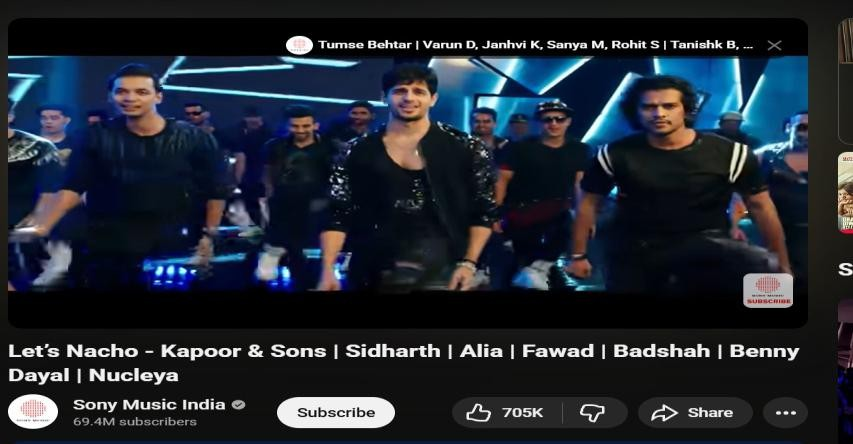 Tumse Behtar | Varun D, Janhvi K, Sanya M, Rohit S | Tanishk B, ...
SUBSCRIBE
Let's Nacho - Kapoor & Sons | Sidharth | Alia | Fawad | Badshah | Benny
Dayal | Nucleya
Sony Music India
69.4M subscribers
Subscribe
705K
Share